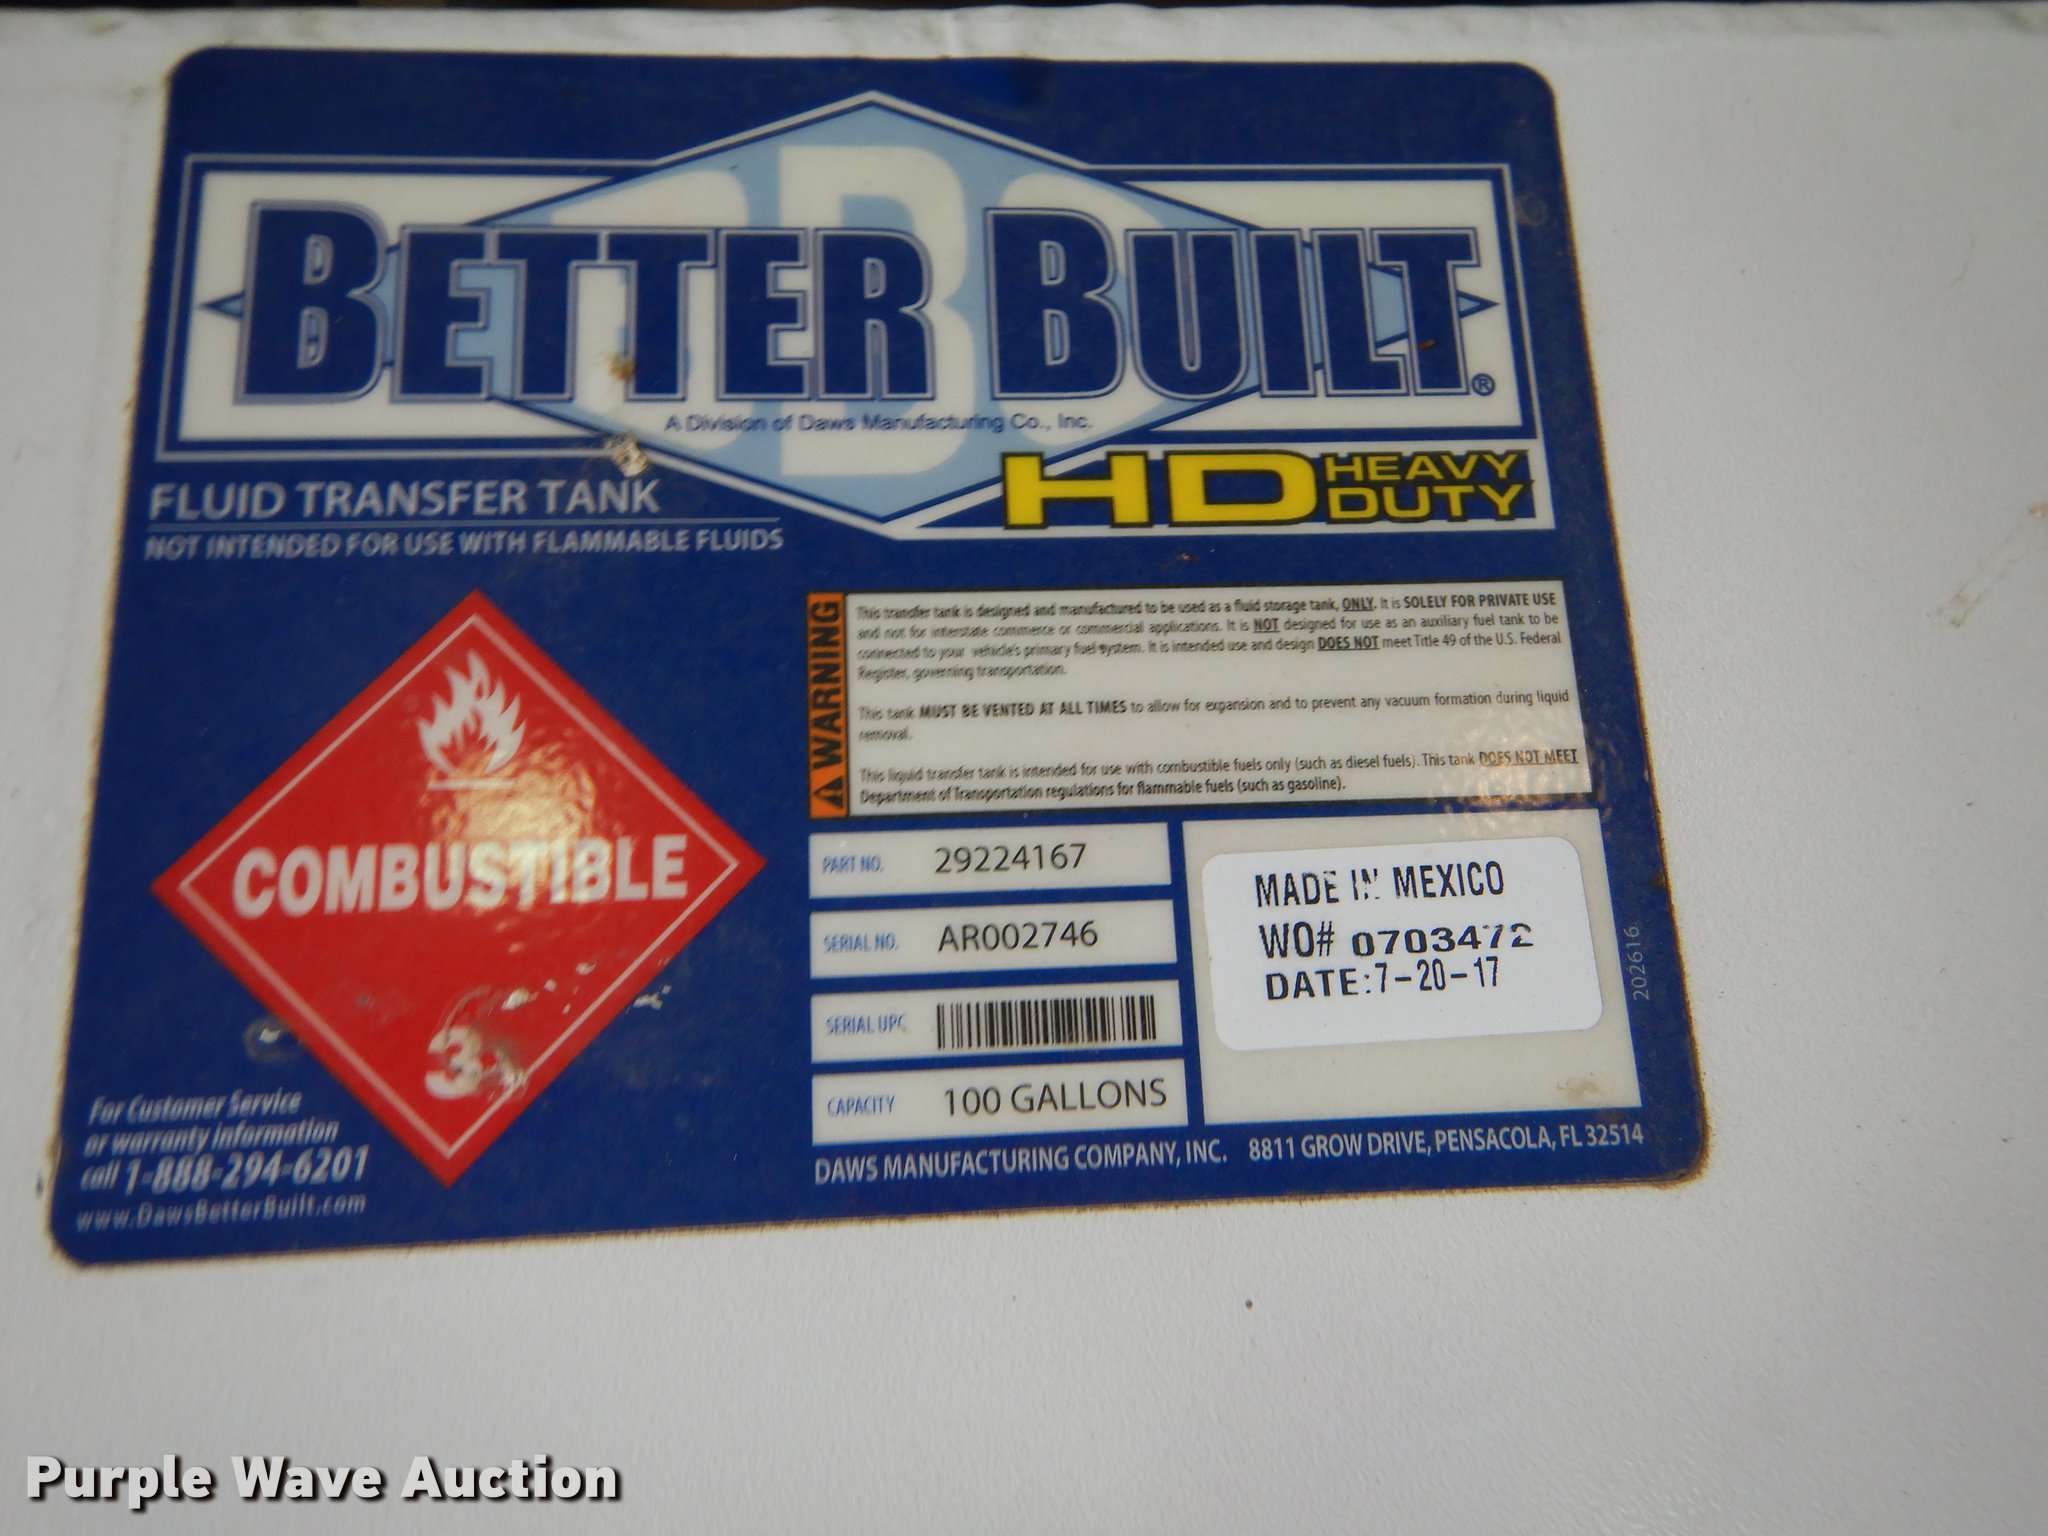 BETTER BUILT®
A Division of Daws Manufacturing Co., Inc.
HD HEAVY DUTY
FLUID TRANSFER TANK
NOT INTENDED FOR USE WITH FLAMMABLE FLUIDS
WARNING
This transfer tank is designed and manufactured to be used as a fluid storage tank, ONLY. It is SOLELY FOR PRIVATE USE
and not for interstate commerce or commercial applications. It is NOT designed for use as an auxiliary fuel tank to be
connected to your vehicle's primary fuel system. It is intended use and design DOES NOT meet Title 49 of the U.S. Federal
Register, governing transportation.
This tank MUST BE VENTED AT ALL TIMES to allow for expansion and to prevent any vacuum formation during liquid
removal.
This liquid transfer tank is intended for use with combustible fuels only (such as diesel fuels). This tank DOES NOT MEET
Department of Transportation regulations for flammable fuels (such as gasoline).
COMBUSTIBLE
3
PART NO. 29224167
SERIAL NO. AR002746
SERIAL UPC
CAPACITY 100 GALLONS
MADE IN MEXICO
WO# 0703472
DATE:7-20-17
202616
For Customer Service
or warranty information
call 1-888-294-6201
www.DawsBetterBuilt.com
DAWS MANUFACTURING COMPANY, INC. 8811 GROW DRIVE, PENSACOLA, FL 32514
Purple Wave Auction